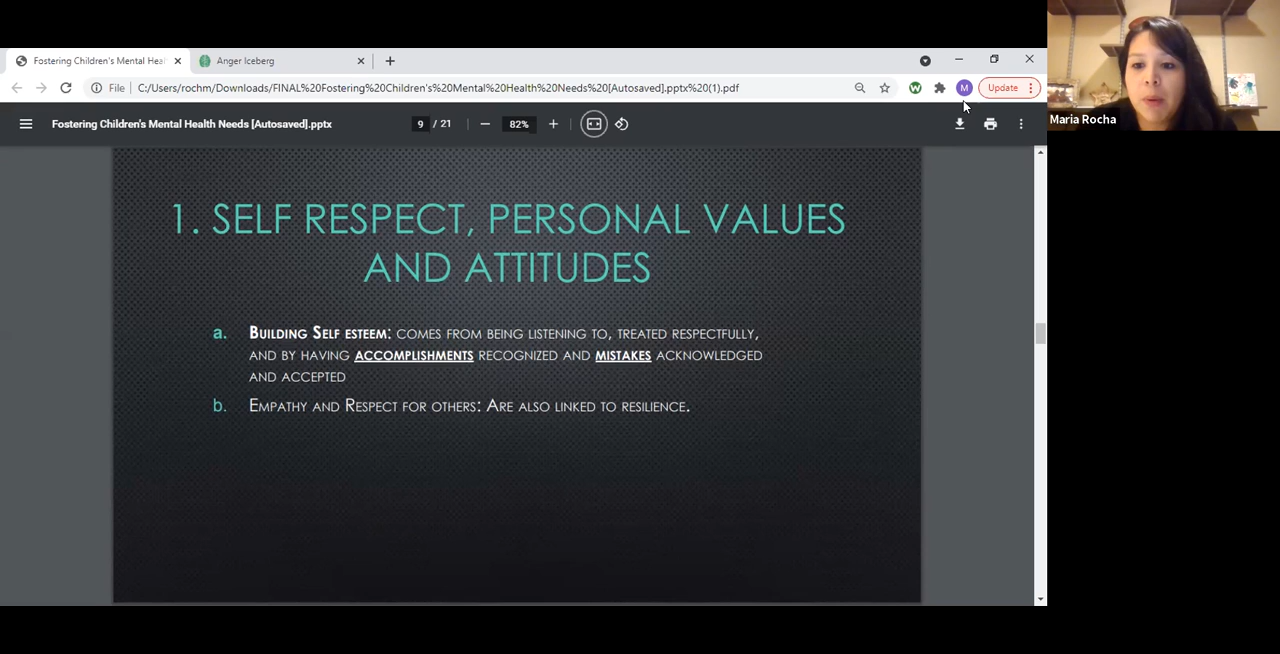 Fostering Children's Mental Hea
Anger Iceberg
File
C:/Users/rochm/Downloads/FINAL%20Fostering%20Children's%20Mental%20Health%20Needs%20[Autosaved].pptx%20(1).pdf
W
M
Update
Fostering Children's Mental Health Needs [Autosaved].pptx
9 / 21
82%
Maria Rocha
1. SELF RESPECT, PERSONAL VALUES
AND ATTITUDES
a. BUILDING SELF ESTEEM: COMES FROM BEING LISTENING TO, TREATED RESPECTFULLY,
AND BY HAVING ACCOMPLISHMENTS RECOGNIZED AND MISTAKES ACKNOWLEDGED
AND ACCEPTED
b. EMPATHY AND RESPECT FOR OTHERS: ARE ALSO LINKED TO RESILIENCE.